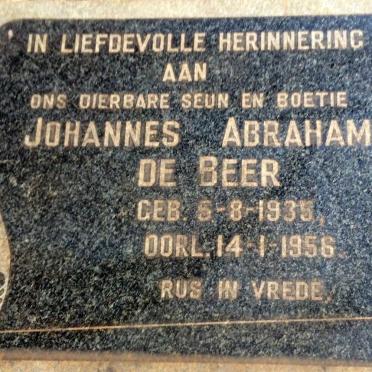 IN LIEFDEVOLLE HERINNERING
AAN
ONS DIERBARE SEUN EN BOETIE
JOHANNES ABRAHAM
DE BEER
GEB. 5-8-1935,
OORL. 14-1-1956.
RUS IN VREDE.